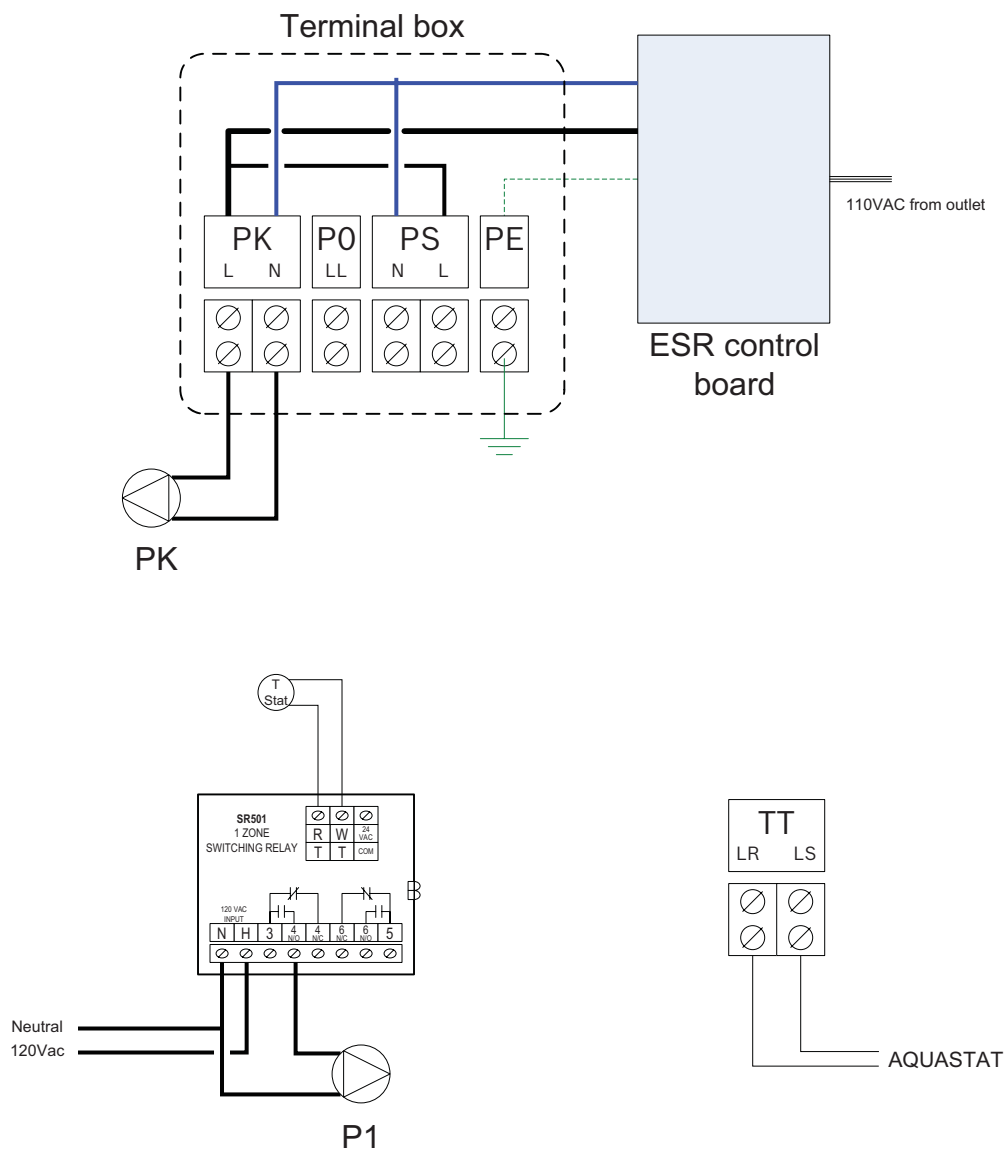 Terminal box
110VAC from outlet
PK
L N
PO
LL
PS
N L
PE
ESR control
board
PK
T
Stat
SR501
1 ZONE
SWITCHING RELAY
R W 24 VAC
T T COM
120 VAC
INPUT
N H 3 4 N/O 4 N/C 6 N/C 6 N/O 5
B
Neutral
120Vac
P1
TT
LR LS
AQUASTAT